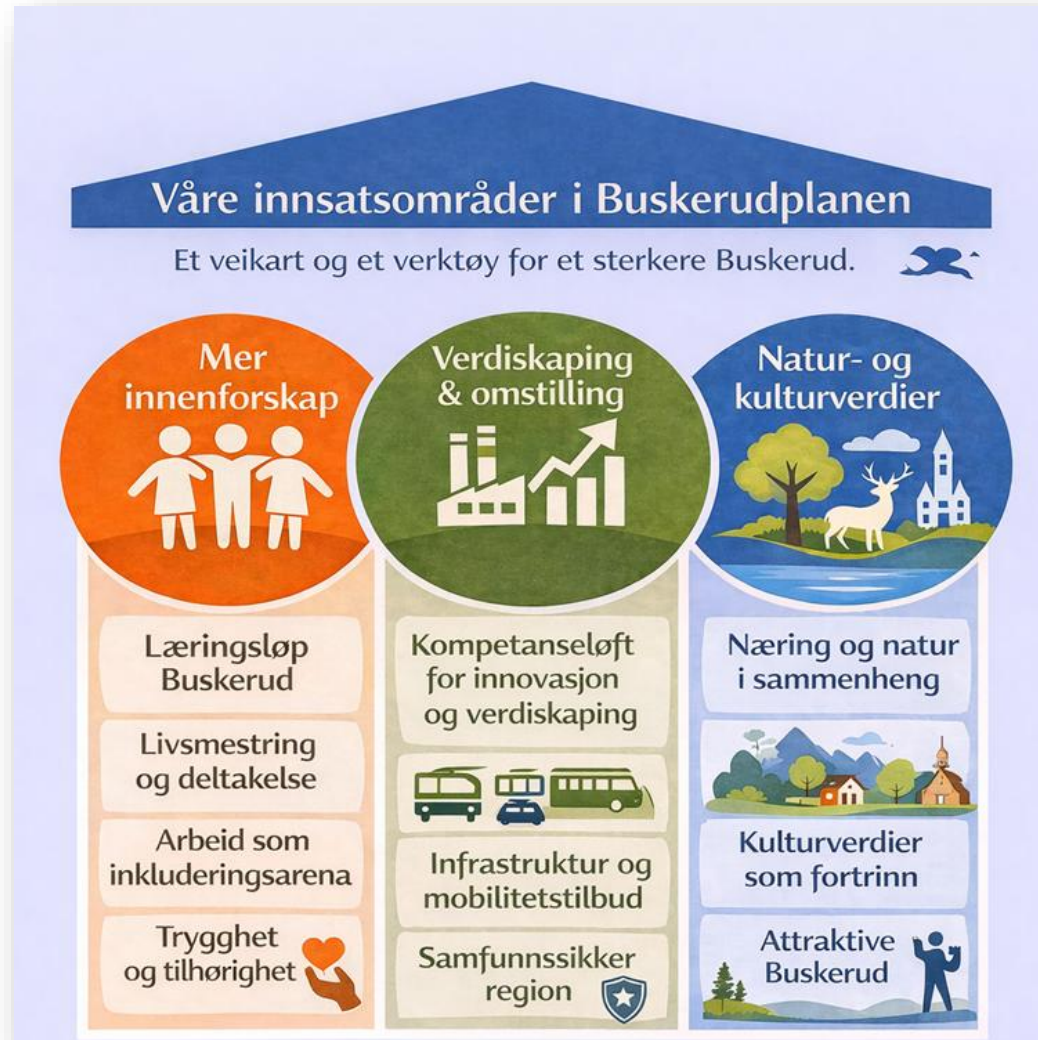 Våre innsatsområder i Buskerudplanen
Et veikart og et verktøy for et sterkere Buskerud.
Mer
innenforskap
Læringsløp
Buskerud
Livsmestring
og deltakelse
Arbeid som
inkluderingsarena
Trygghet
og tilhørighet
Verdiskaping
& omstilling
Kompetanseløft
for innovasjon
og verdiskaping
Infrastruktur og
mobilitetstilbud
Samfunnssikker
region
Natur- og
kulturverdier
Næring og natur
i sammenheng
Kulturverdier
som fortrinn
Attraktive
Buskerud